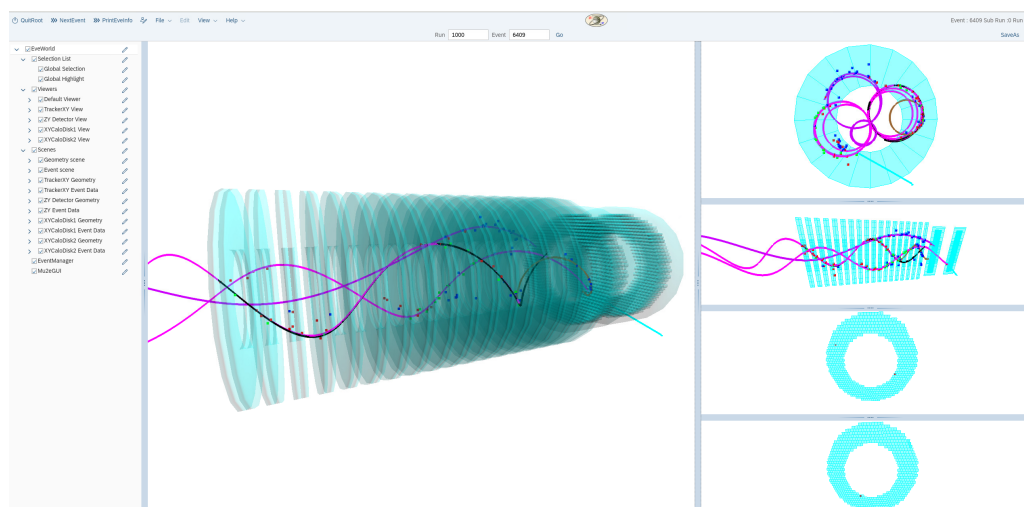 QuitRoot NextEvent PrintEveInfo File Edit View Help Event : 6409 Sub Run :0 Run
Run 1000 Event 6409 Go SaveAs
EveWorld
Selection List
Global Selection
Global Highlight
Viewers
Default Viewer
TrackerXY View
ZY Detector View
XYCaloDisk1 View
XYCaloDisk2 View
Scenes
Geometry scene
Event scene
TrackerXY Geometry
TrackerXY Event Data
ZY Detector Geometry
ZY Event Data
XYCaloDisk1 Geometry
XYCaloDisk1 Event Data
XYCaloDisk2 Geometry
XYCaloDisk2 Event Data
EventManager
Mu2eGUI